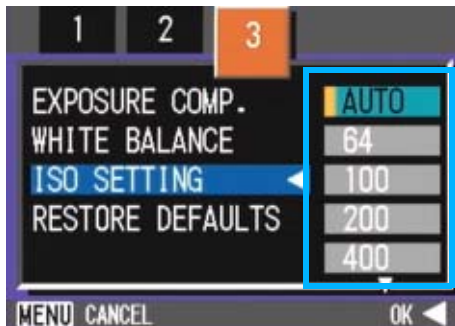 1 2 3
EXPOSURE COMP. AUTO
WHITE BALANCE 64
ISO SETTING 100
RESTORE DEFAULTS 200
400
MENU CANCEL OK